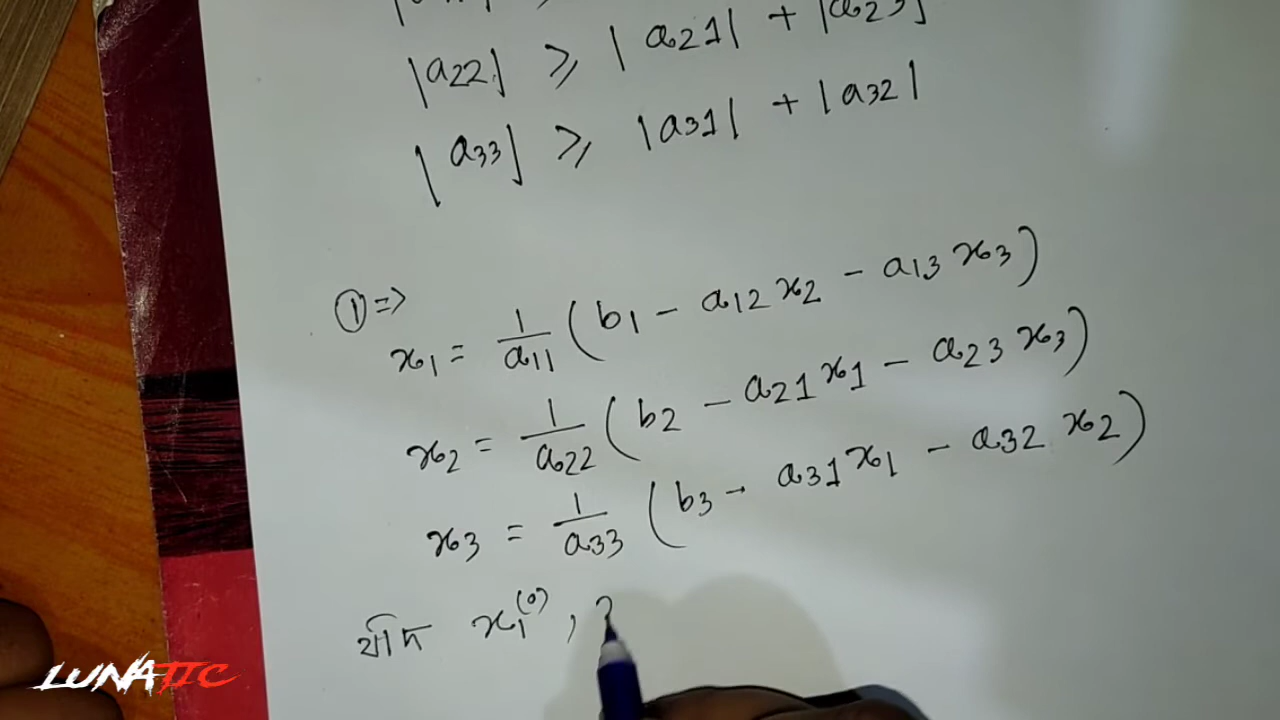 |a22| ⩾ |a21| + |a23|
|a33| ⩾ |a31| + |a32|
①=>
x1 = 1/a11 (b1 - a12 x2 - a13 x3)
x2 = 1/a22 (b2 - a21 x1 - a23 x3)
x3 = 1/a33 (b3 - a31 x1 - a32 x2)
যদি x1^(0) ,
LUNATIC